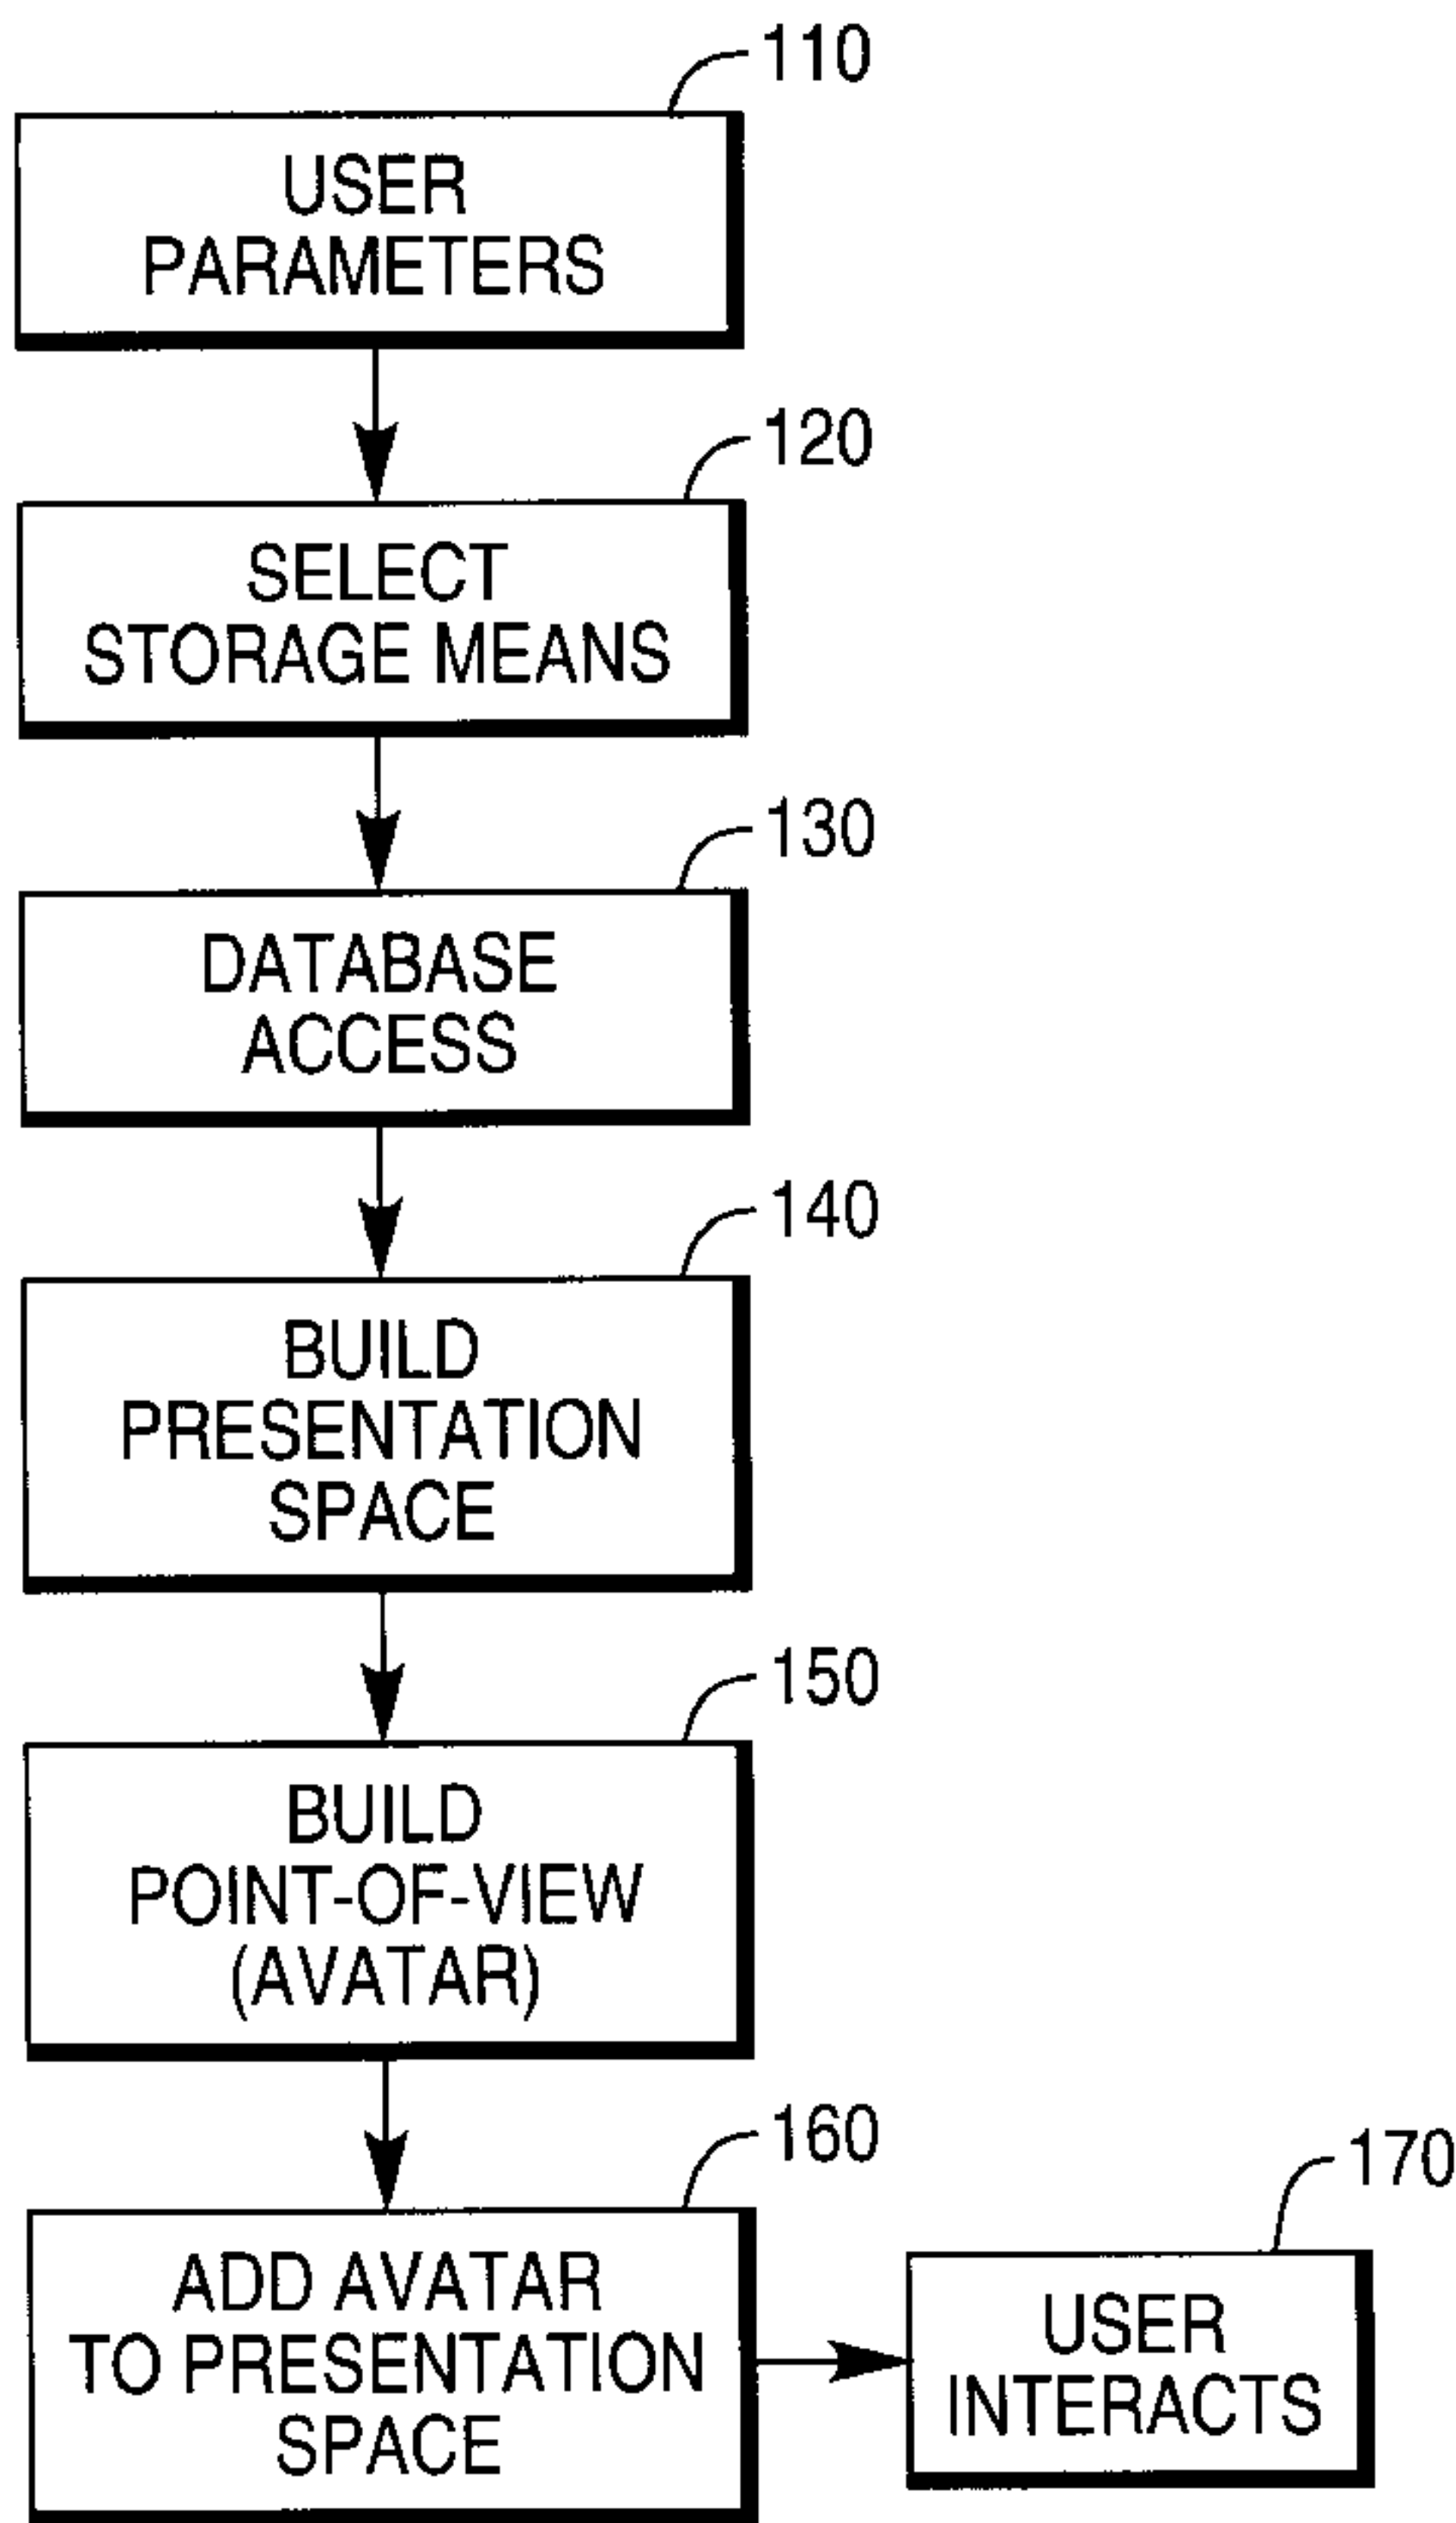 110
USER
PARAMETERS
120
SELECT
STORAGE MEANS
130
DATABASE
ACCESS
140
BUILD
PRESENTATION
SPACE
150
BUILD
POINT-OF-VIEW
(AVATAR)
160
ADD AVATAR
TO PRESENTATION
SPACE
170
USER
INTERACTS